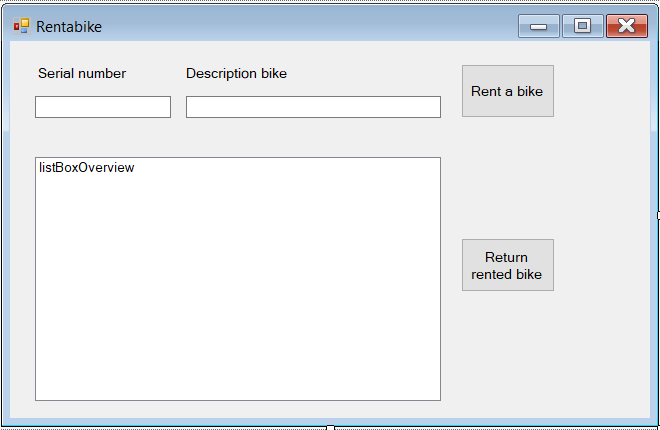 Rentabike
Serial number
Description bike
Rent a bike
listBoxOverview
Return
rented bike